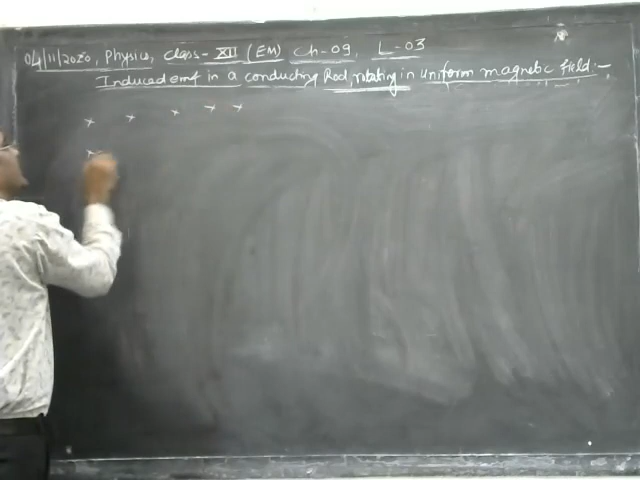 04/11/2020, Physics, Class-XII (EM) Ch-09, L-03
Induced emf in a conducting Rod, rotating in Uniform magnetic field:-
x x x x x
x